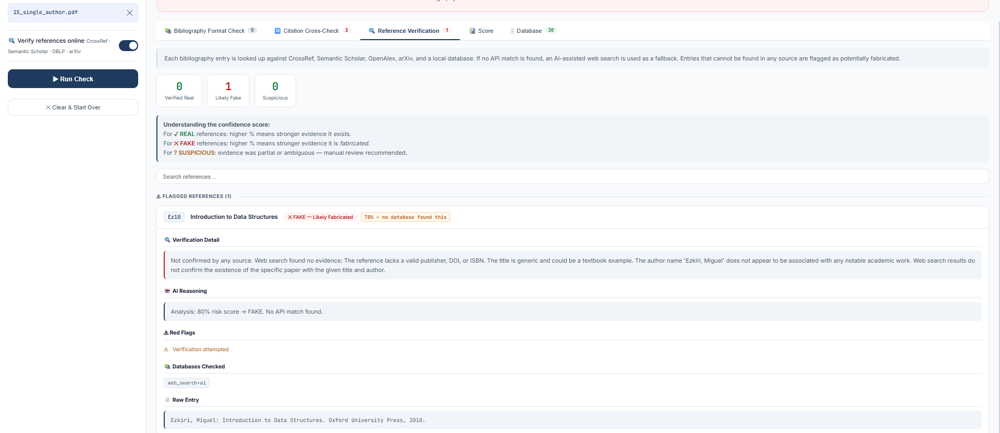 15_single_author.pdf
Verify references online CrossRef ·
Semantic Scholar · DBLP · arXiv
▶ Run Check
✕ Clear & Start Over
Bibliography Format Check 0
Citation Cross-Check 2
Reference Verification 1
Score
Database 30
Each bibliography entry is looked up against CrossRef, Semantic Scholar, OpenAlex, arXiv, and a local database. If no API match is found, an AI-assisted web search is used as a fallback. Entries that cannot be found in any source are flagged as potentially fabricated.
0
Verified Real
1
Likely Fake
0
Suspicious
Understanding the confidence score:
For ✓ REAL references: higher % means stronger evidence it exists.
For ✕ FAKE references: higher % means stronger evidence it is fabricated.
For ? SUSPICIOUS: evidence was partial or ambiguous — manual review recommended.
Search references...
⚠ FLAGGED REFERENCES (1)
Ez10 Introduction to Data Structures ✕ FAKE — Likely Fabricated 78% — no database found this
Verification Detail
Not confirmed by any source. Web search found no evidence: The reference lacks a valid publisher, DOI, or ISBN. The title is generic and could be a textbook example. The author name 'Ezkiri, Miguel' does not appear to be associated with any notable academic work. Web search results do
not confirm the existence of the specific paper with the given title and author.
AI Reasoning
Analysis: 80% risk score → FAKE. No API match found.
⚠ Red Flags
⚠ Verification attempted
Databases Checked
web_search+ai
Raw Entry
Ezkiri, Miguel: Introduction to Data Structures. Oxford University Press, 2010.